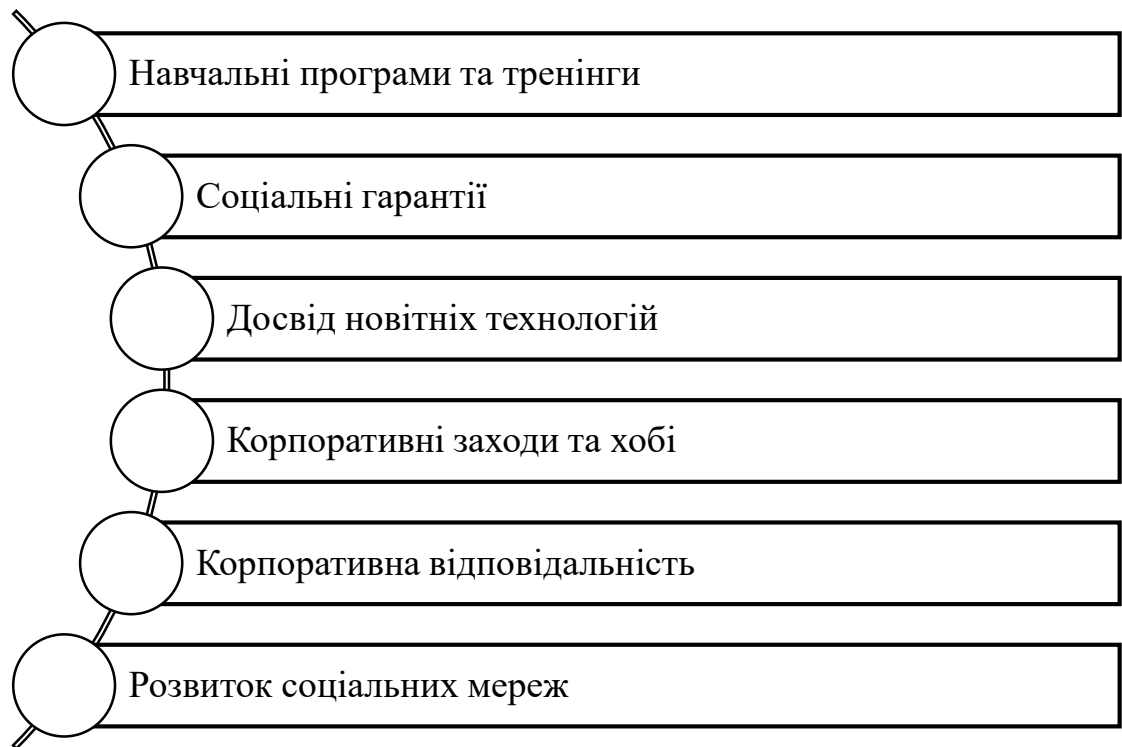 Навчальні програми та тренінги
Соціальні гарантії
Досвід новітніх технологій
Корпоративні заходи та хобі
Корпоративна відповідальність
Розвиток соціальних мереж